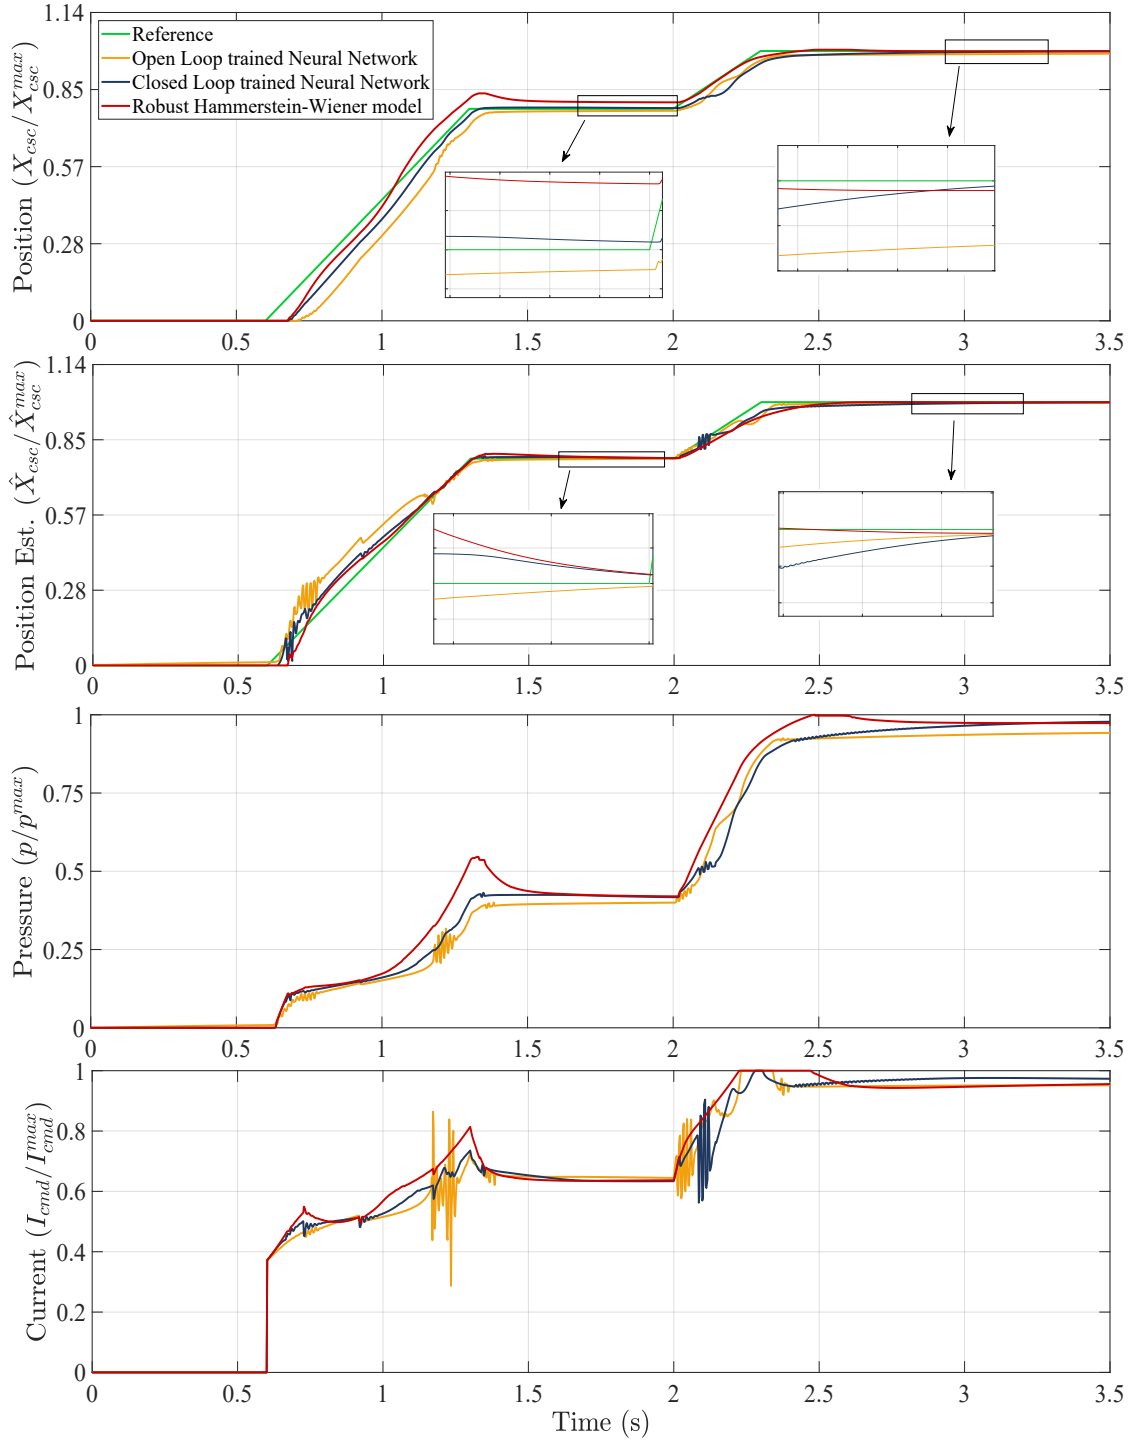 1.14
0.85
0.57
0.28
0
Position (X_csc/X_csc^max)
Reference
Open Loop trained Neural Network
Closed Loop trained Neural Network
Robust Hammerstein-Wiener model
0 0.5 1 1.5 2 2.5 3 3.5
1.14
0.85
0.57
0.28
0
Position Est. (X̂_csc/X̂_csc^max)
0 0.5 1 1.5 2 2.5 3 3.5
1
0.75
0.5
0.25
0
Pressure (p/p^max)
0 0.5 1 1.5 2 2.5 3 3.5
1
0.8
0.6
0.4
0.2
0
Current (I_cmd/I_cmd^max)
0 0.5 1 1.5 2 2.5 3 3.5
Time (s)